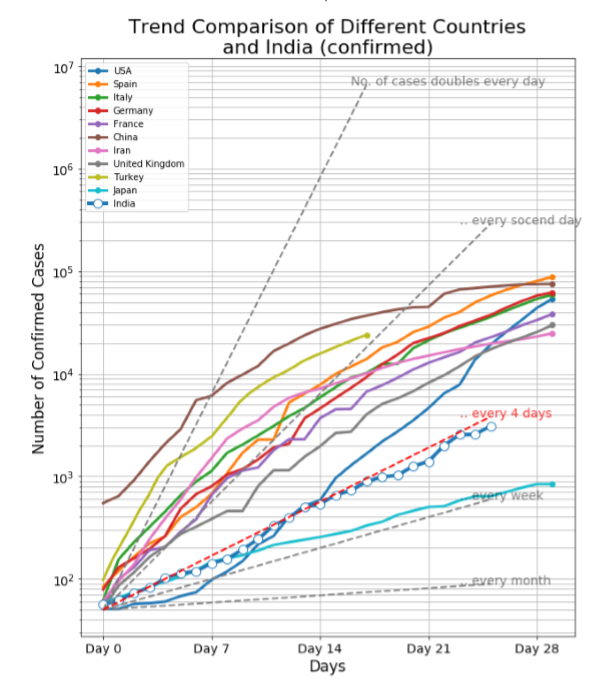 Trend Comparison of Different Countries
and India (confirmed)
10^7
USA
Spain
Italy
Germany
France
China
Iran
United Kingdom
Turkey
Japan
India
No. of cases doubles every day
10^6
.. every socend day
10^5
Number of Confirmed Cases
10^4
.. every 4 days
10^3
.. every week
10^2
.. every month
Day 0 Day 7 Day 14 Day 21 Day 28
Days